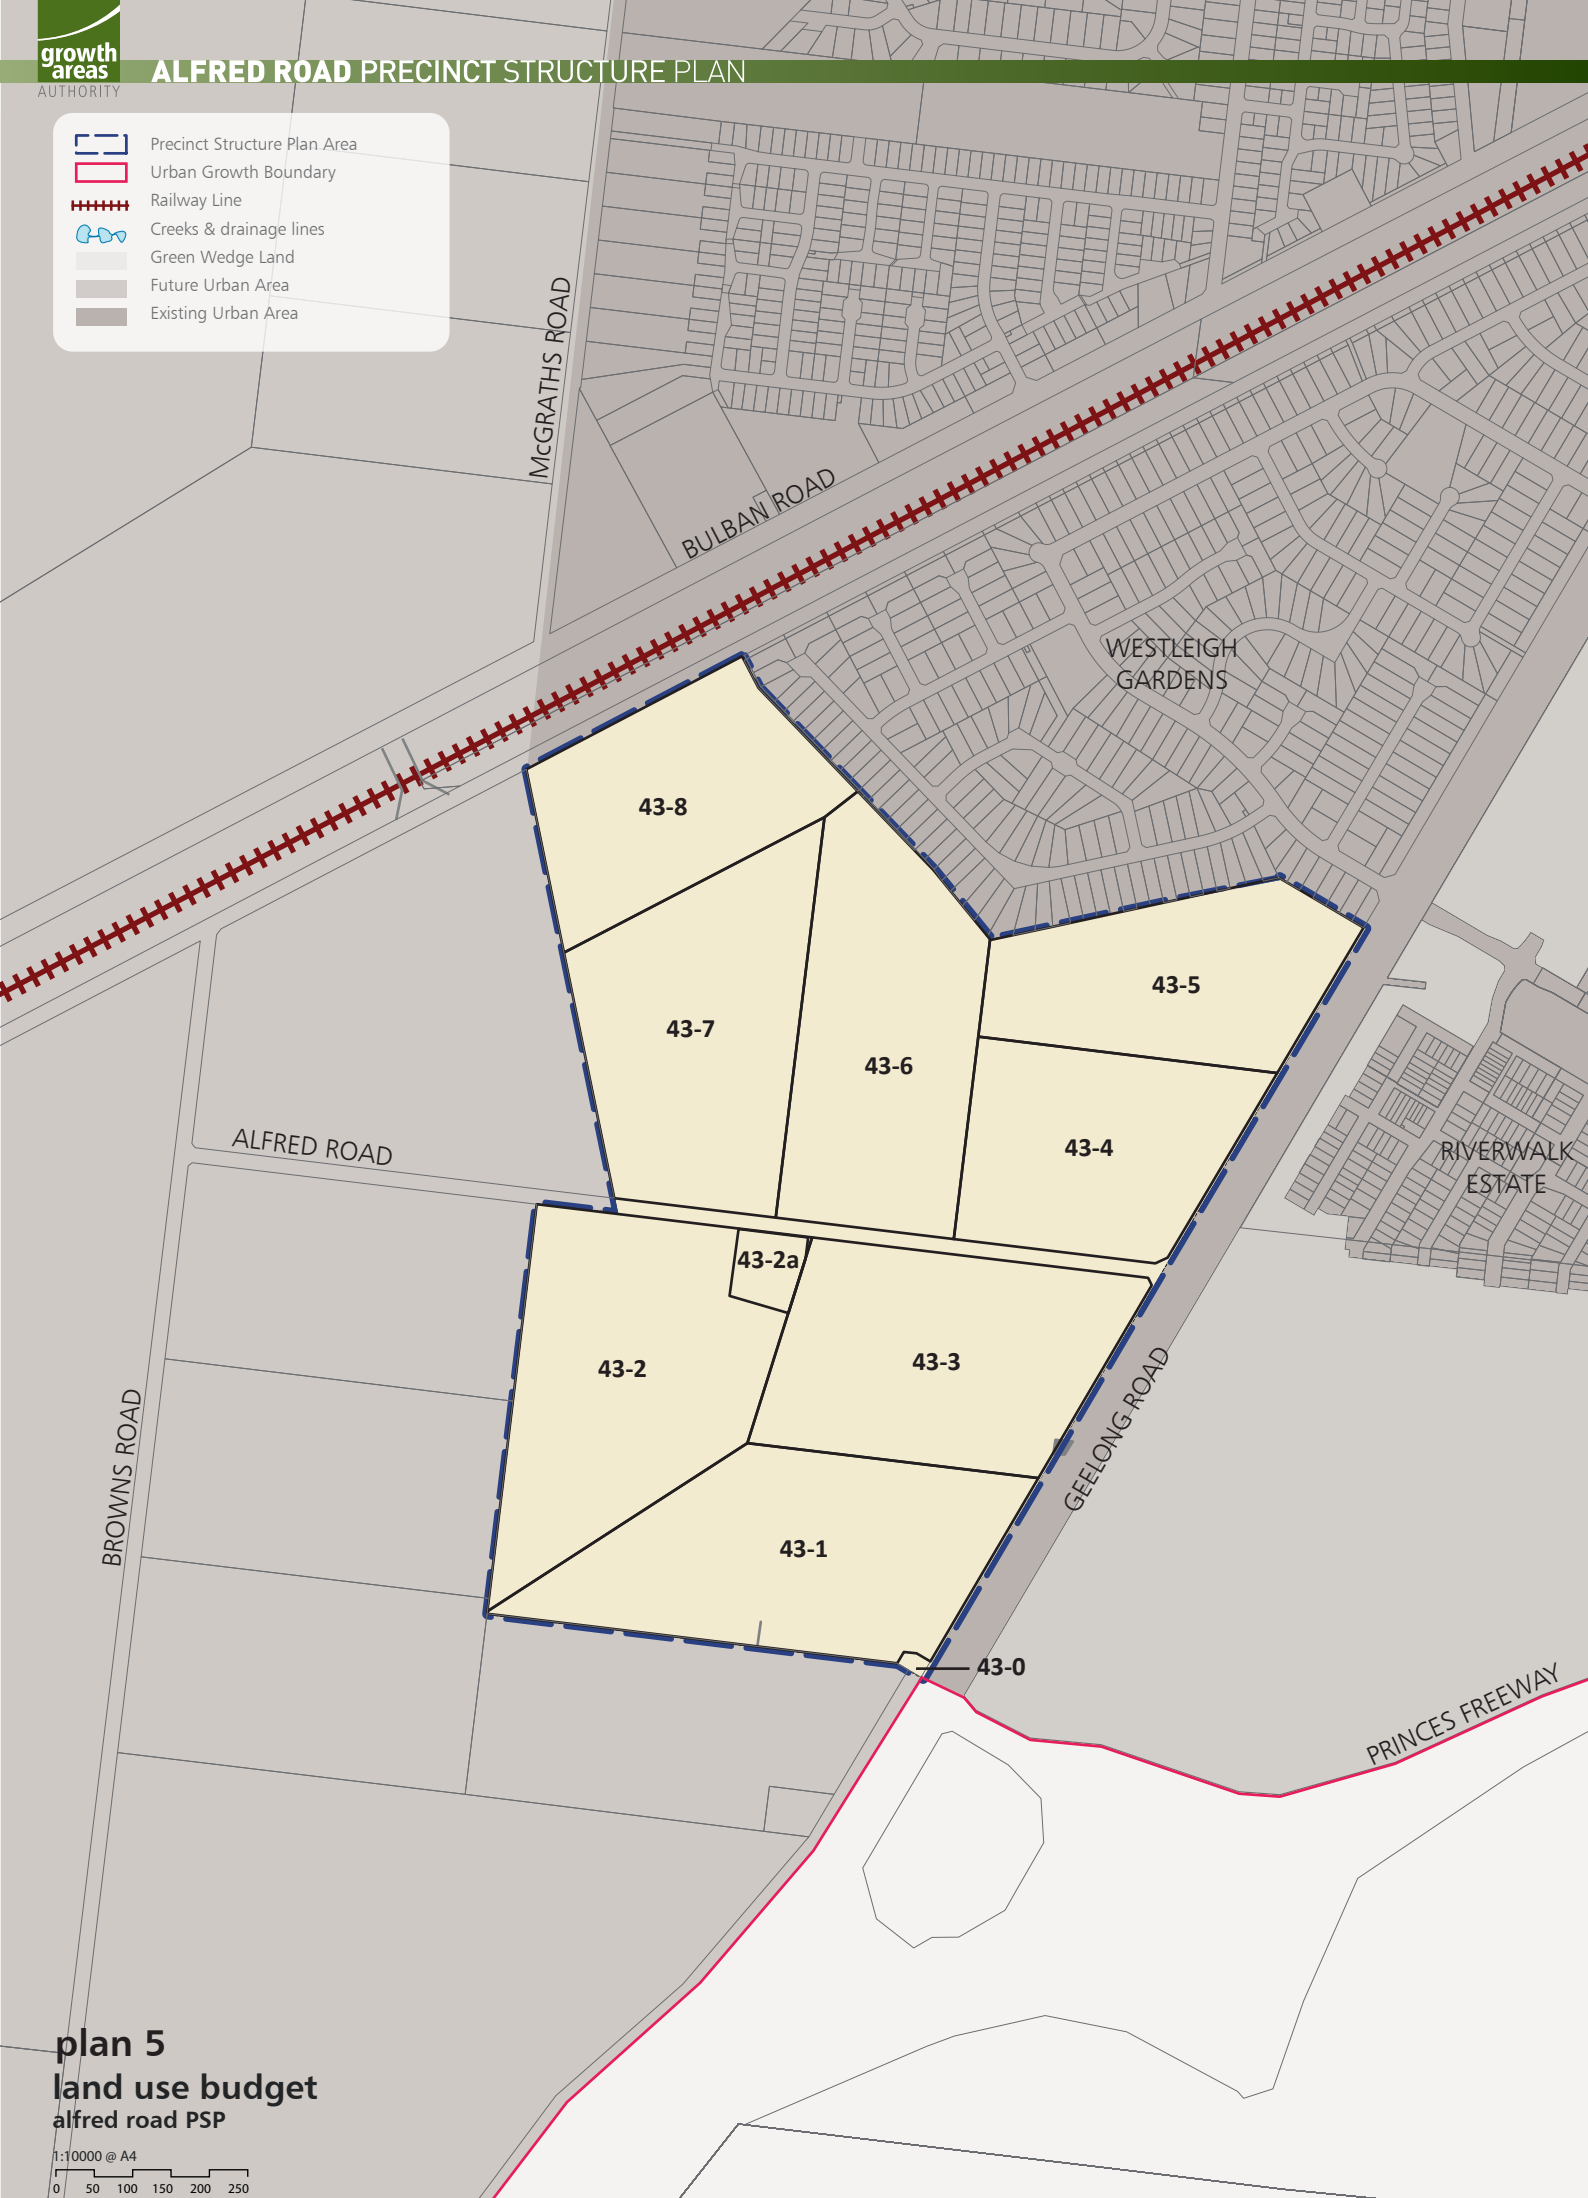 growth
areas
AUTHORITY
ALFRED ROAD PRECINCT STRUCTURE PLAN
Precinct Structure Plan Area
Urban Growth Boundary
Railway Line
Creeks & drainage lines
Green Wedge Land
Future Urban Area
Existing Urban Area
McGRATHS ROAD
BULBAN ROAD
WESTLEIGH
GARDENS
43-8
43-5
43-7
43-6
43-4
ALFRED ROAD
RIVERWALK
ESTATE
43-2a
43-2
43-3
GEELONG ROAD
BROWNS ROAD
43-1
43-0
PRINCES FREEWAY
plan 5
land use budget
alfred road PSP
1:10000 @ A4
0 50 100 150 200 250